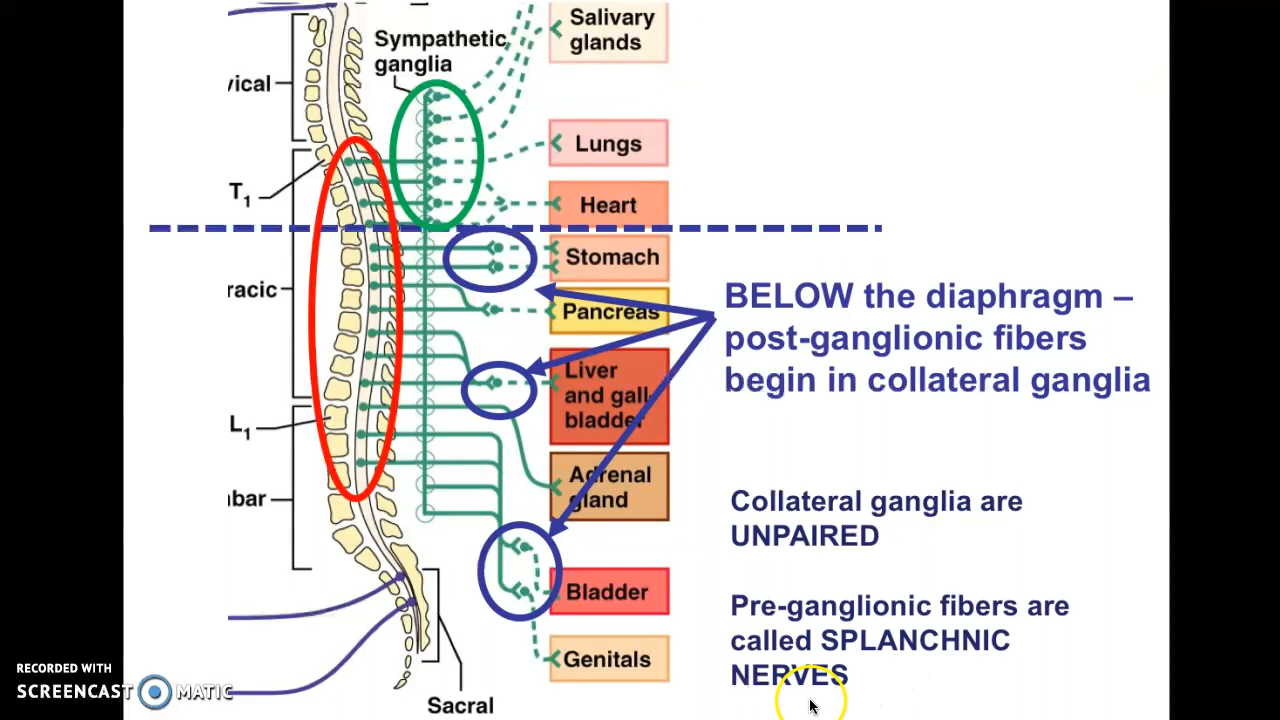 Salivary
glands
Sympathetic
ganglia
vical
Lungs
T1
Heart
Stomach
racic
Pancreas
BELOW the diaphragm –
post-ganglionic fibers
begin in collateral ganglia
Liver
and gall
bladder
L1
Adrenal
gland
nbar
Collateral ganglia are
UNPAIRED
Bladder
Pre-ganglionic fibers are
called SPLANCHNIC
NERVES
Genitals
Sacral
RECORDED WITH
SCREENCAST MATIC